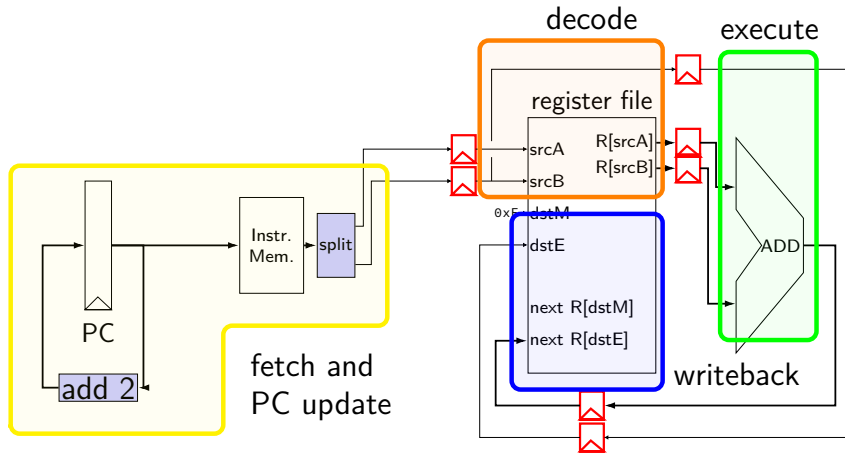 decode
execute
register file
srcA
R[srcA]
srcB
R[srcB]
0xF
dstM
Instr.
Mem.
split
dstE
ADD
next R[dstM]
PC
next R[dstE]
add 2
fetch and
PC update
writeback